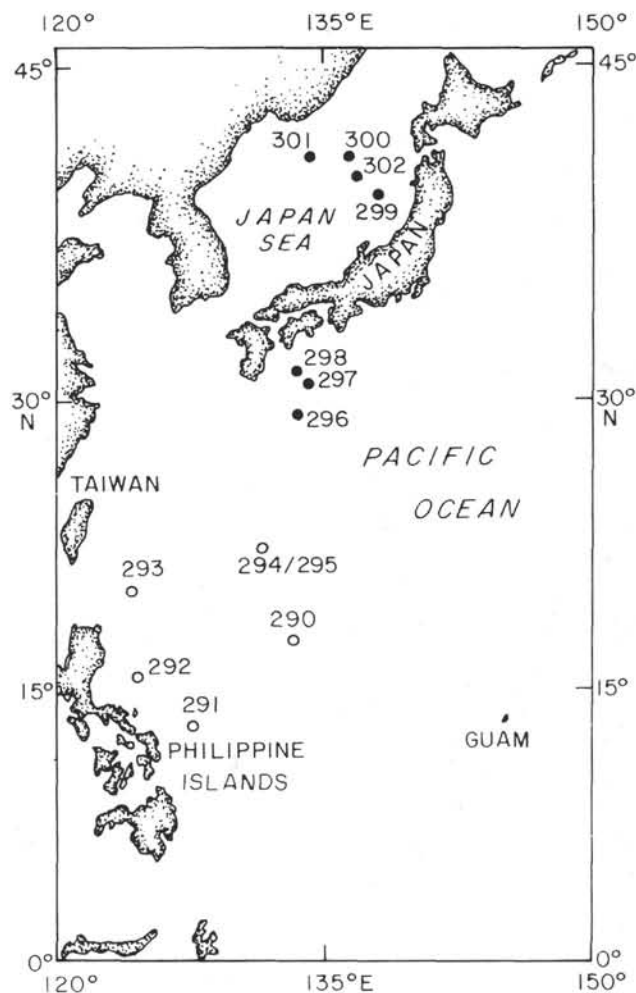 120° 135°E 150°
45° 45°
301 300
302
299
JAPAN
SEA
JAPAN
298
297
30° 30°
N N
296
PACIFIC
OCEAN
TAIWAN
293
294/295
290
292
15° 15°
291
PHILIPPINE
ISLANDS
GUAM
0° 0°
120° 135° 150°